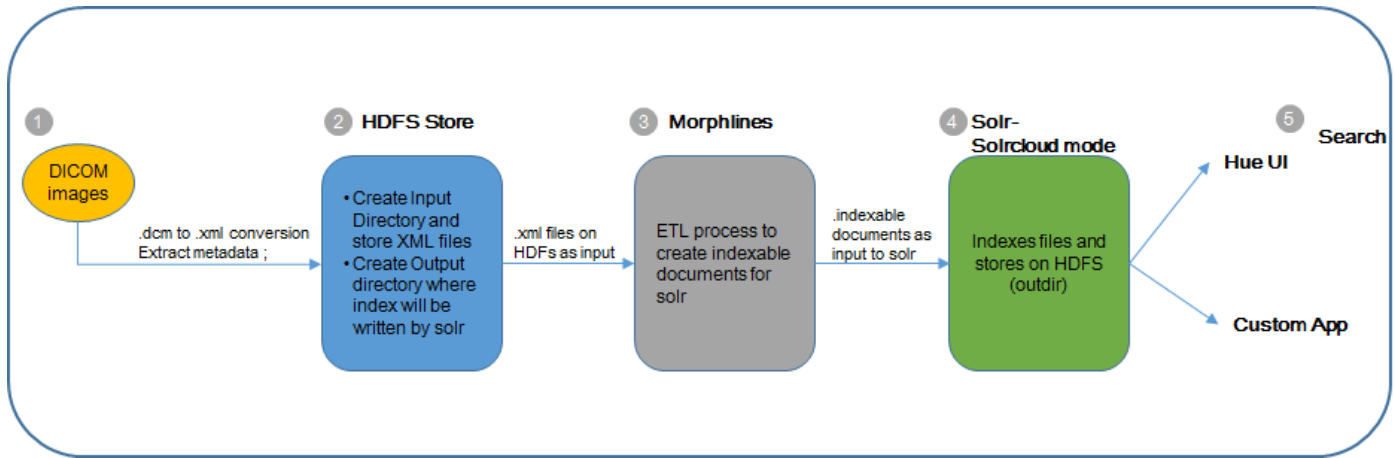 1
DICOM
images
.dcm to .xml conversion
Extract metadata ;
2 HDFS Store
• Create Input
Directory and
store XML files
• Create Output
directory where
index will be
written by solr
.xml files on
HDFs as input
3 Morphlines
ETL process to
create indexable
documents for
solr
.indexable
documents as
input to solr
4 Solr-
Solrcloud mode
Indexes files and
stores on HDFS
(outdir)
5 Search
Hue UI
Custom App